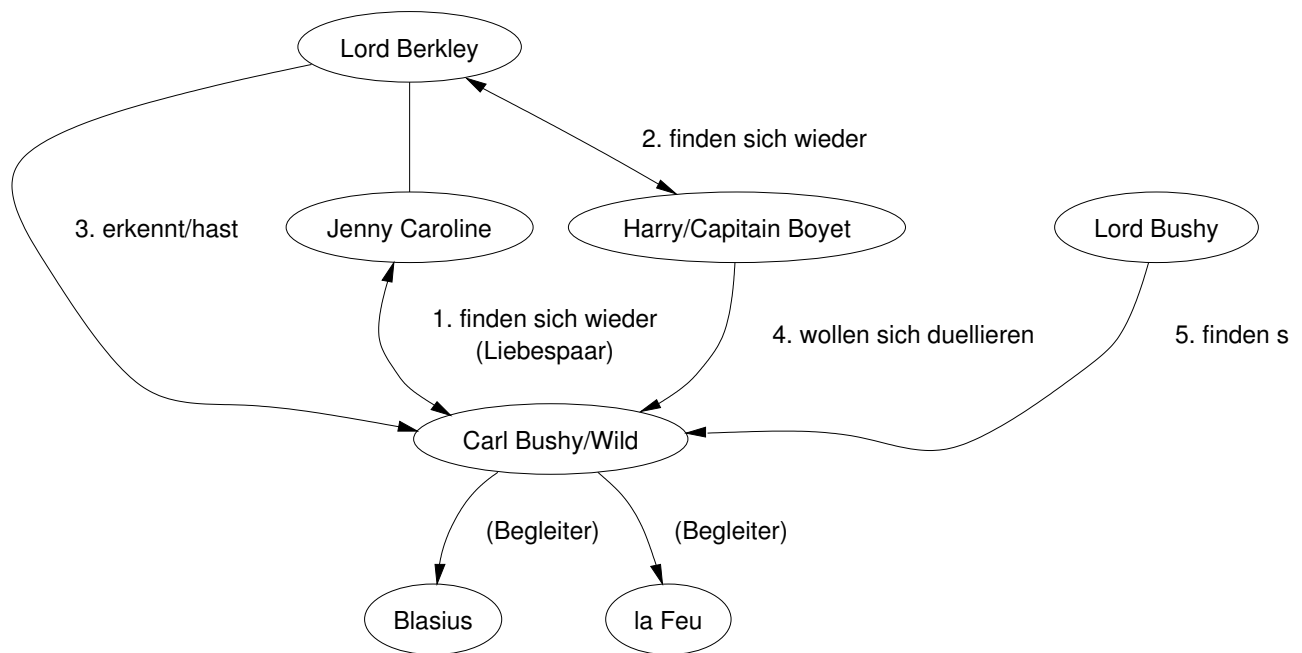 Lord Berkley
2. finden sich wieder
3. erkennt/hast
Jenny Caroline
Harry/Capitain Boyet
Lord Bushy
1. finden sich wieder
(Liebespaar)
4. wollen sich duellieren
5. finden s
Carl Bushy/Wild
(Begleiter)
(Begleiter)
Blasius
la Feu